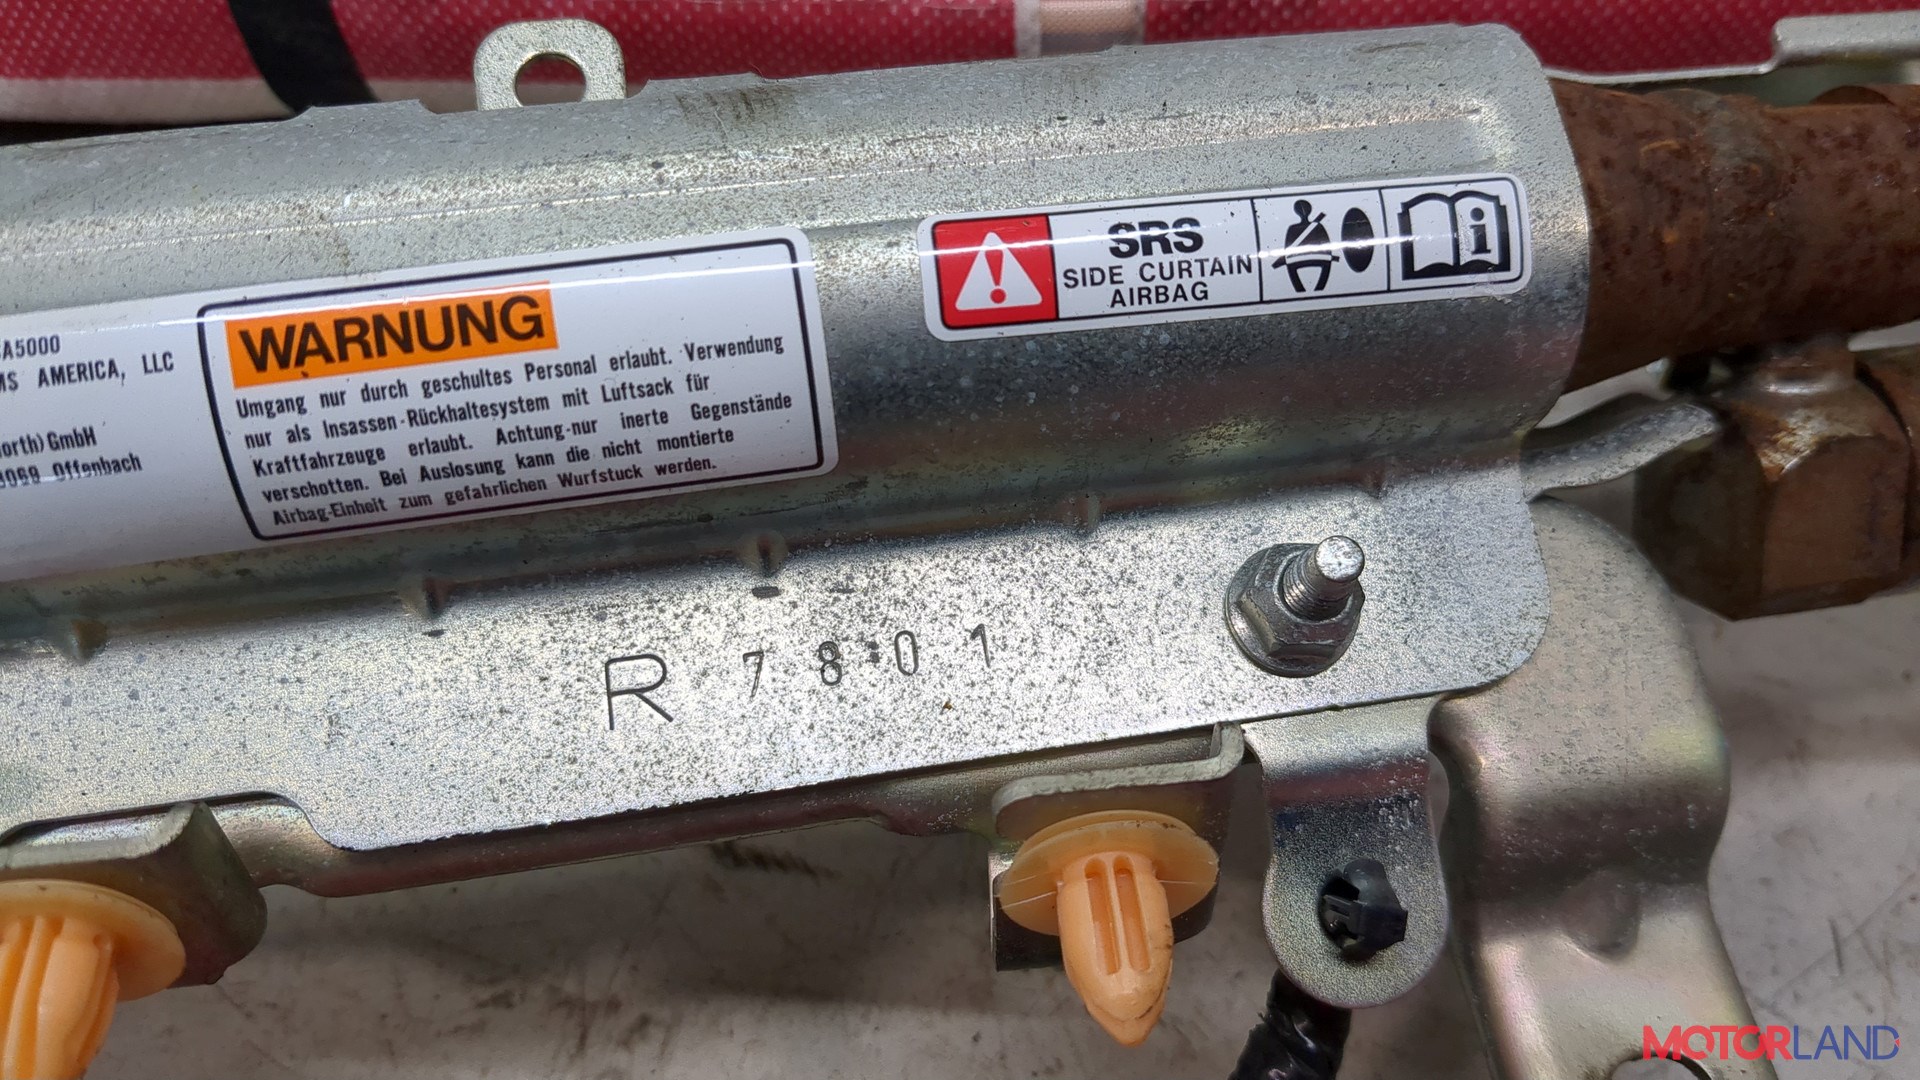 A5000
MS AMERICA, LLC
orth) GmbH
Offenbach
WARNUNG
Umgang nur durch geschultes Personal erlaubt. Verwendung
nur als Insassen-Rückhaltesystem mit Luftsack für
Kraftfahrzeuge erlaubt. Achtung-nur inerte Gegenstände
verschotten. Bei Auslosung kann die nicht montierte
Airbag-Einheit zum gefahrlichen Wurfstuck werden.
SRS
SIDE CURTAIN
AIRBAG
R 7801
MOTORLAND